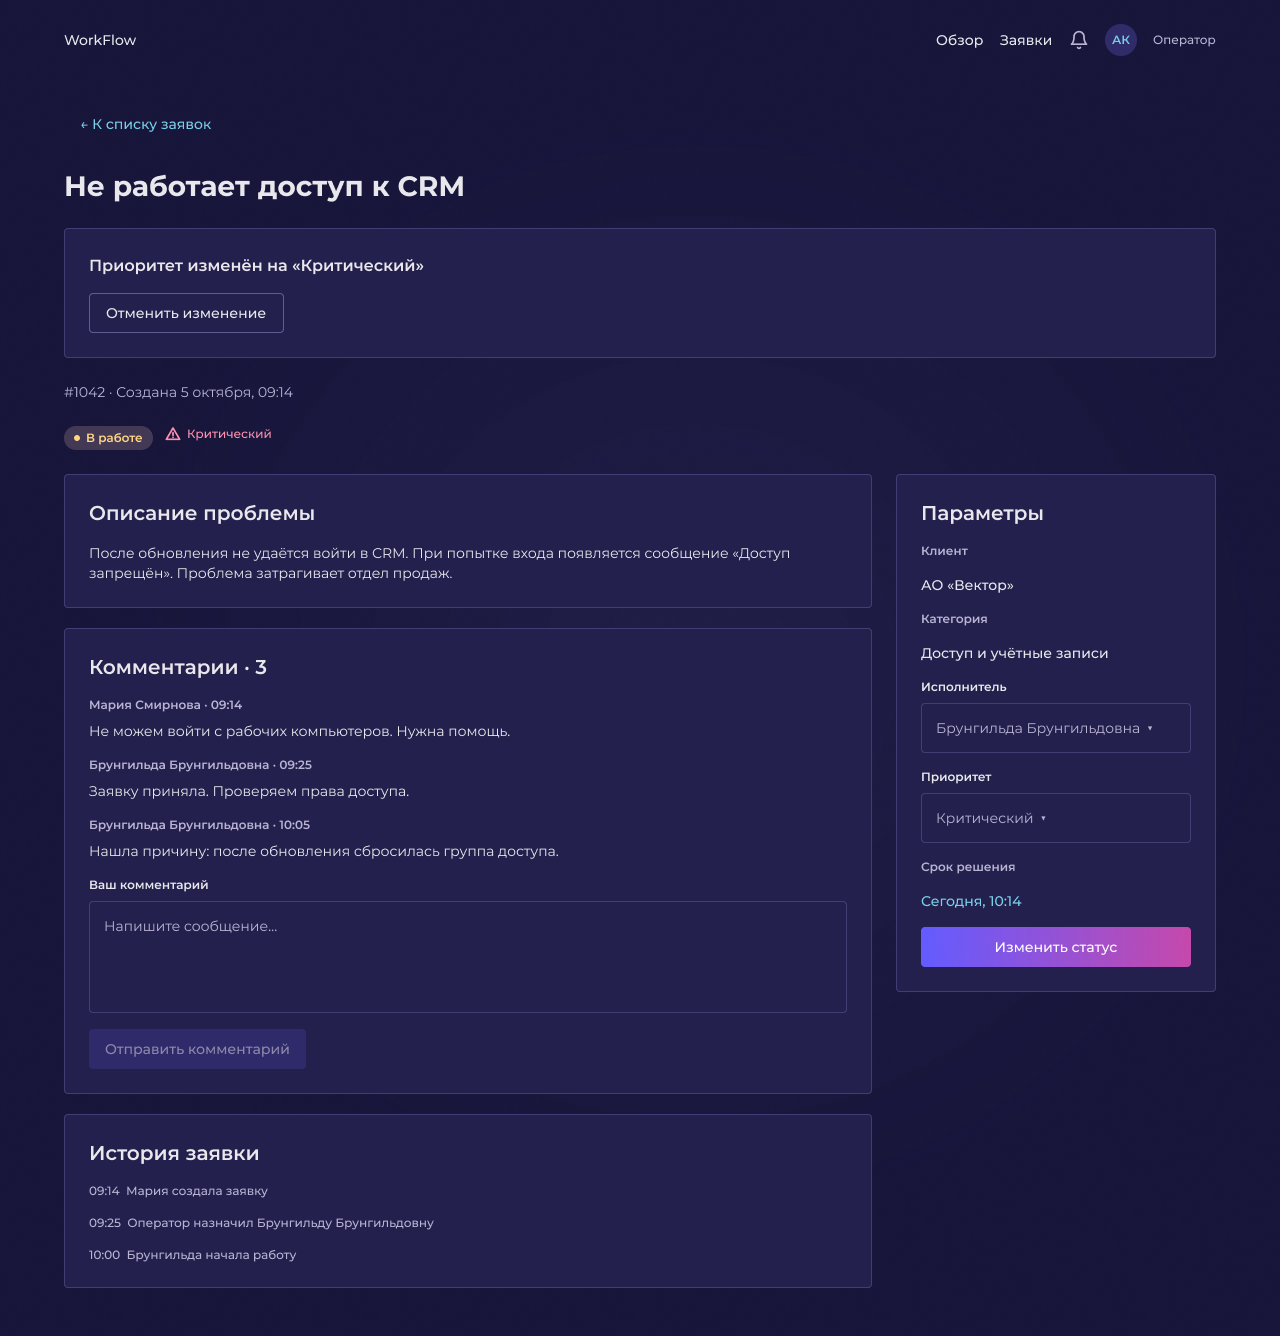 WorkFlow
Обзор Заявки АК Оператор
← К списку заявок
Не работает доступ к CRM
Приоритет изменён на «Критический»
Отменить изменение
#1042 · Создана 5 октября, 09:14
В работе
Критический
Описание проблемы
После обновления не удаётся войти в CRM. При попытке входа появляется сообщение «Доступ
запрещён». Проблема затрагивает отдел продаж.
Комментарии · 3
Мария Смирнова · 09:14
Не можем войти с рабочих компьютеров. Нужна помощь.
Брунгильда Брунгильдовна · 09:25
Заявку приняла. Проверяем права доступа.
Брунгильда Брунгильдовна · 10:05
Нашла причину: после обновления сбросилась группа доступа.
Ваш комментарий
Напишите сообщение...
Отправить комментарий
История заявки
09:14 Мария создала заявку
09:25 Оператор назначил Брунгильду Брунгильдовну
10:00 Брунгильда начала работу
Параметры
Клиент
АО «Вектор»
Категория
Доступ и учётные записи
Исполнитель
Брунгильда Брунгильдовна
Приоритет
Критический
Срок решения
Сегодня, 10:14
Изменить статус